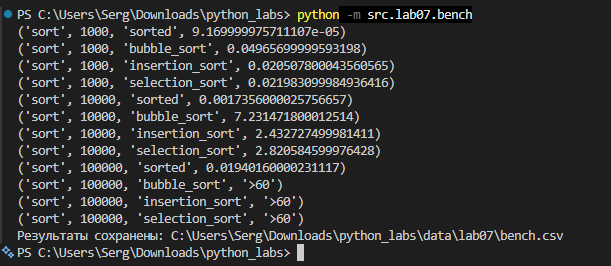 PS C:\Users\Serg\Downloads\python_labs> python -m src.lab07.bench
('sort', 1000, 'sorted', 9.169999975711107e-05)
('sort', 1000, 'bubble_sort', 0.04965699999593198)
('sort', 1000, 'insertion_sort', 0.020507800043560565)
('sort', 1000, 'selection_sort', 0.021983099984936416)
('sort', 10000, 'sorted', 0.0017356000025756657)
('sort', 10000, 'bubble_sort', 7.231471800012514)
('sort', 10000, 'insertion_sort', 2.432727499981411)
('sort', 10000, 'selection_sort', 2.820584599976428)
('sort', 100000, 'sorted', 0.01940160000231117)
('sort', 100000, 'bubble_sort', '>60')
('sort', 100000, 'insertion_sort', '>60')
('sort', 100000, 'selection_sort', '>60')
Результаты сохранены: C:\Users\Serg\Downloads\python_labs\data\lab07\bench.csv
PS C:\Users\Serg\Downloads\python_labs>